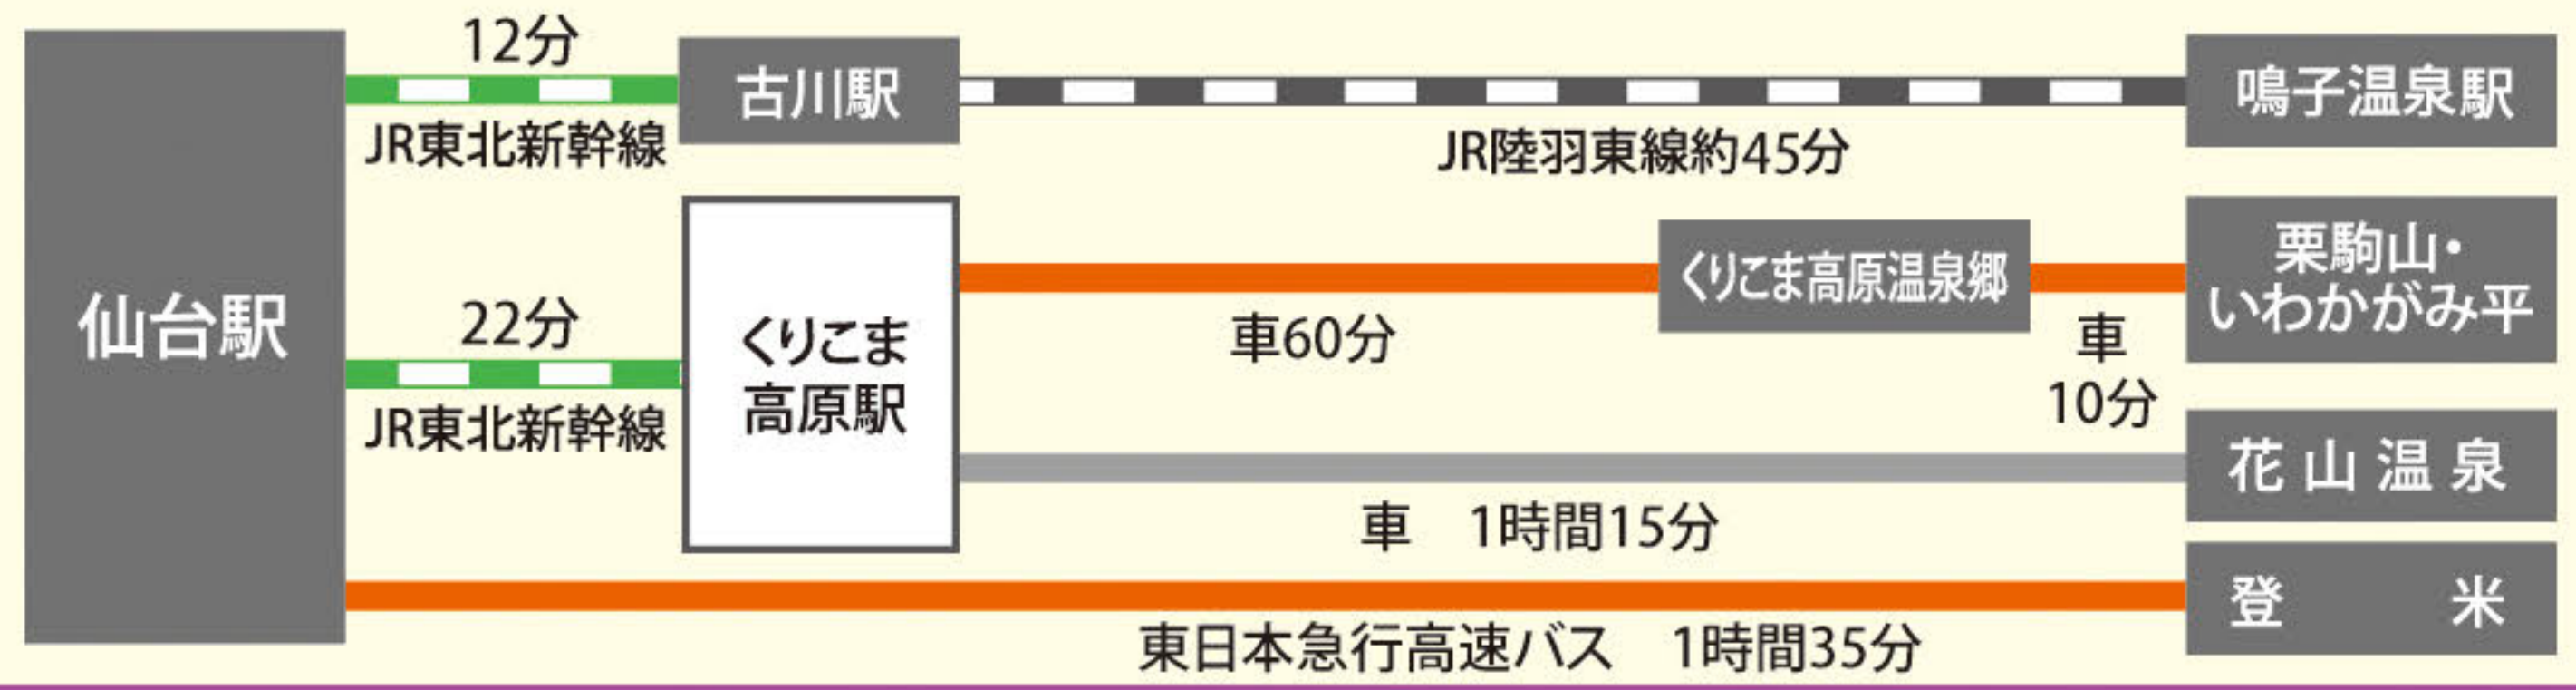 12分
JR東北新幹線
古川駅
JR陸羽東線約45分
鳴子温泉駅
仙台駅
22分
JR東北新幹線
くりこま
高原駅
車60分
くりこま高原温泉郷
車
10分
栗駒山・
いわかがみ平
車　1時間15分
花山温泉
東日本急行高速バス　1時間35分
登米